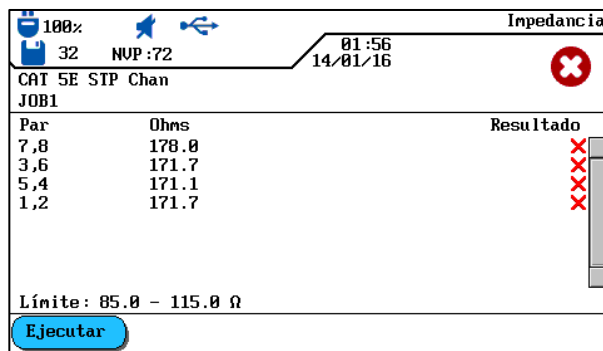 100% Impedancia
32 NVP:72 01:56
14/01/16
CAT 5E STP Chan
JOB1
Par Ohms Resultado
7,8 178.0
3,6 171.7
5,4 171.1
1,2 171.7
Límite: 85.0 - 115.0 Ω
Ejecutar